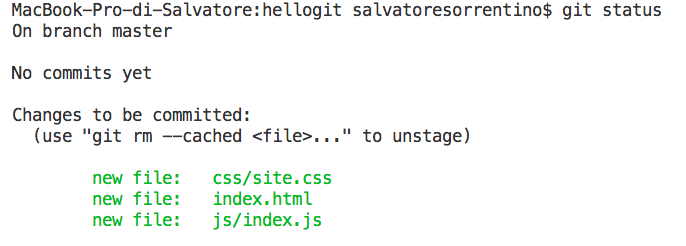 MacBook-Pro-di-Salvatore:hellogit salvatoresorrentino$ git status
On branch master
No commits yet
Changes to be committed:
(use "git rm --cached <file>..." to unstage)
new file: css/site.css
new file: index.html
new file: js/index.js